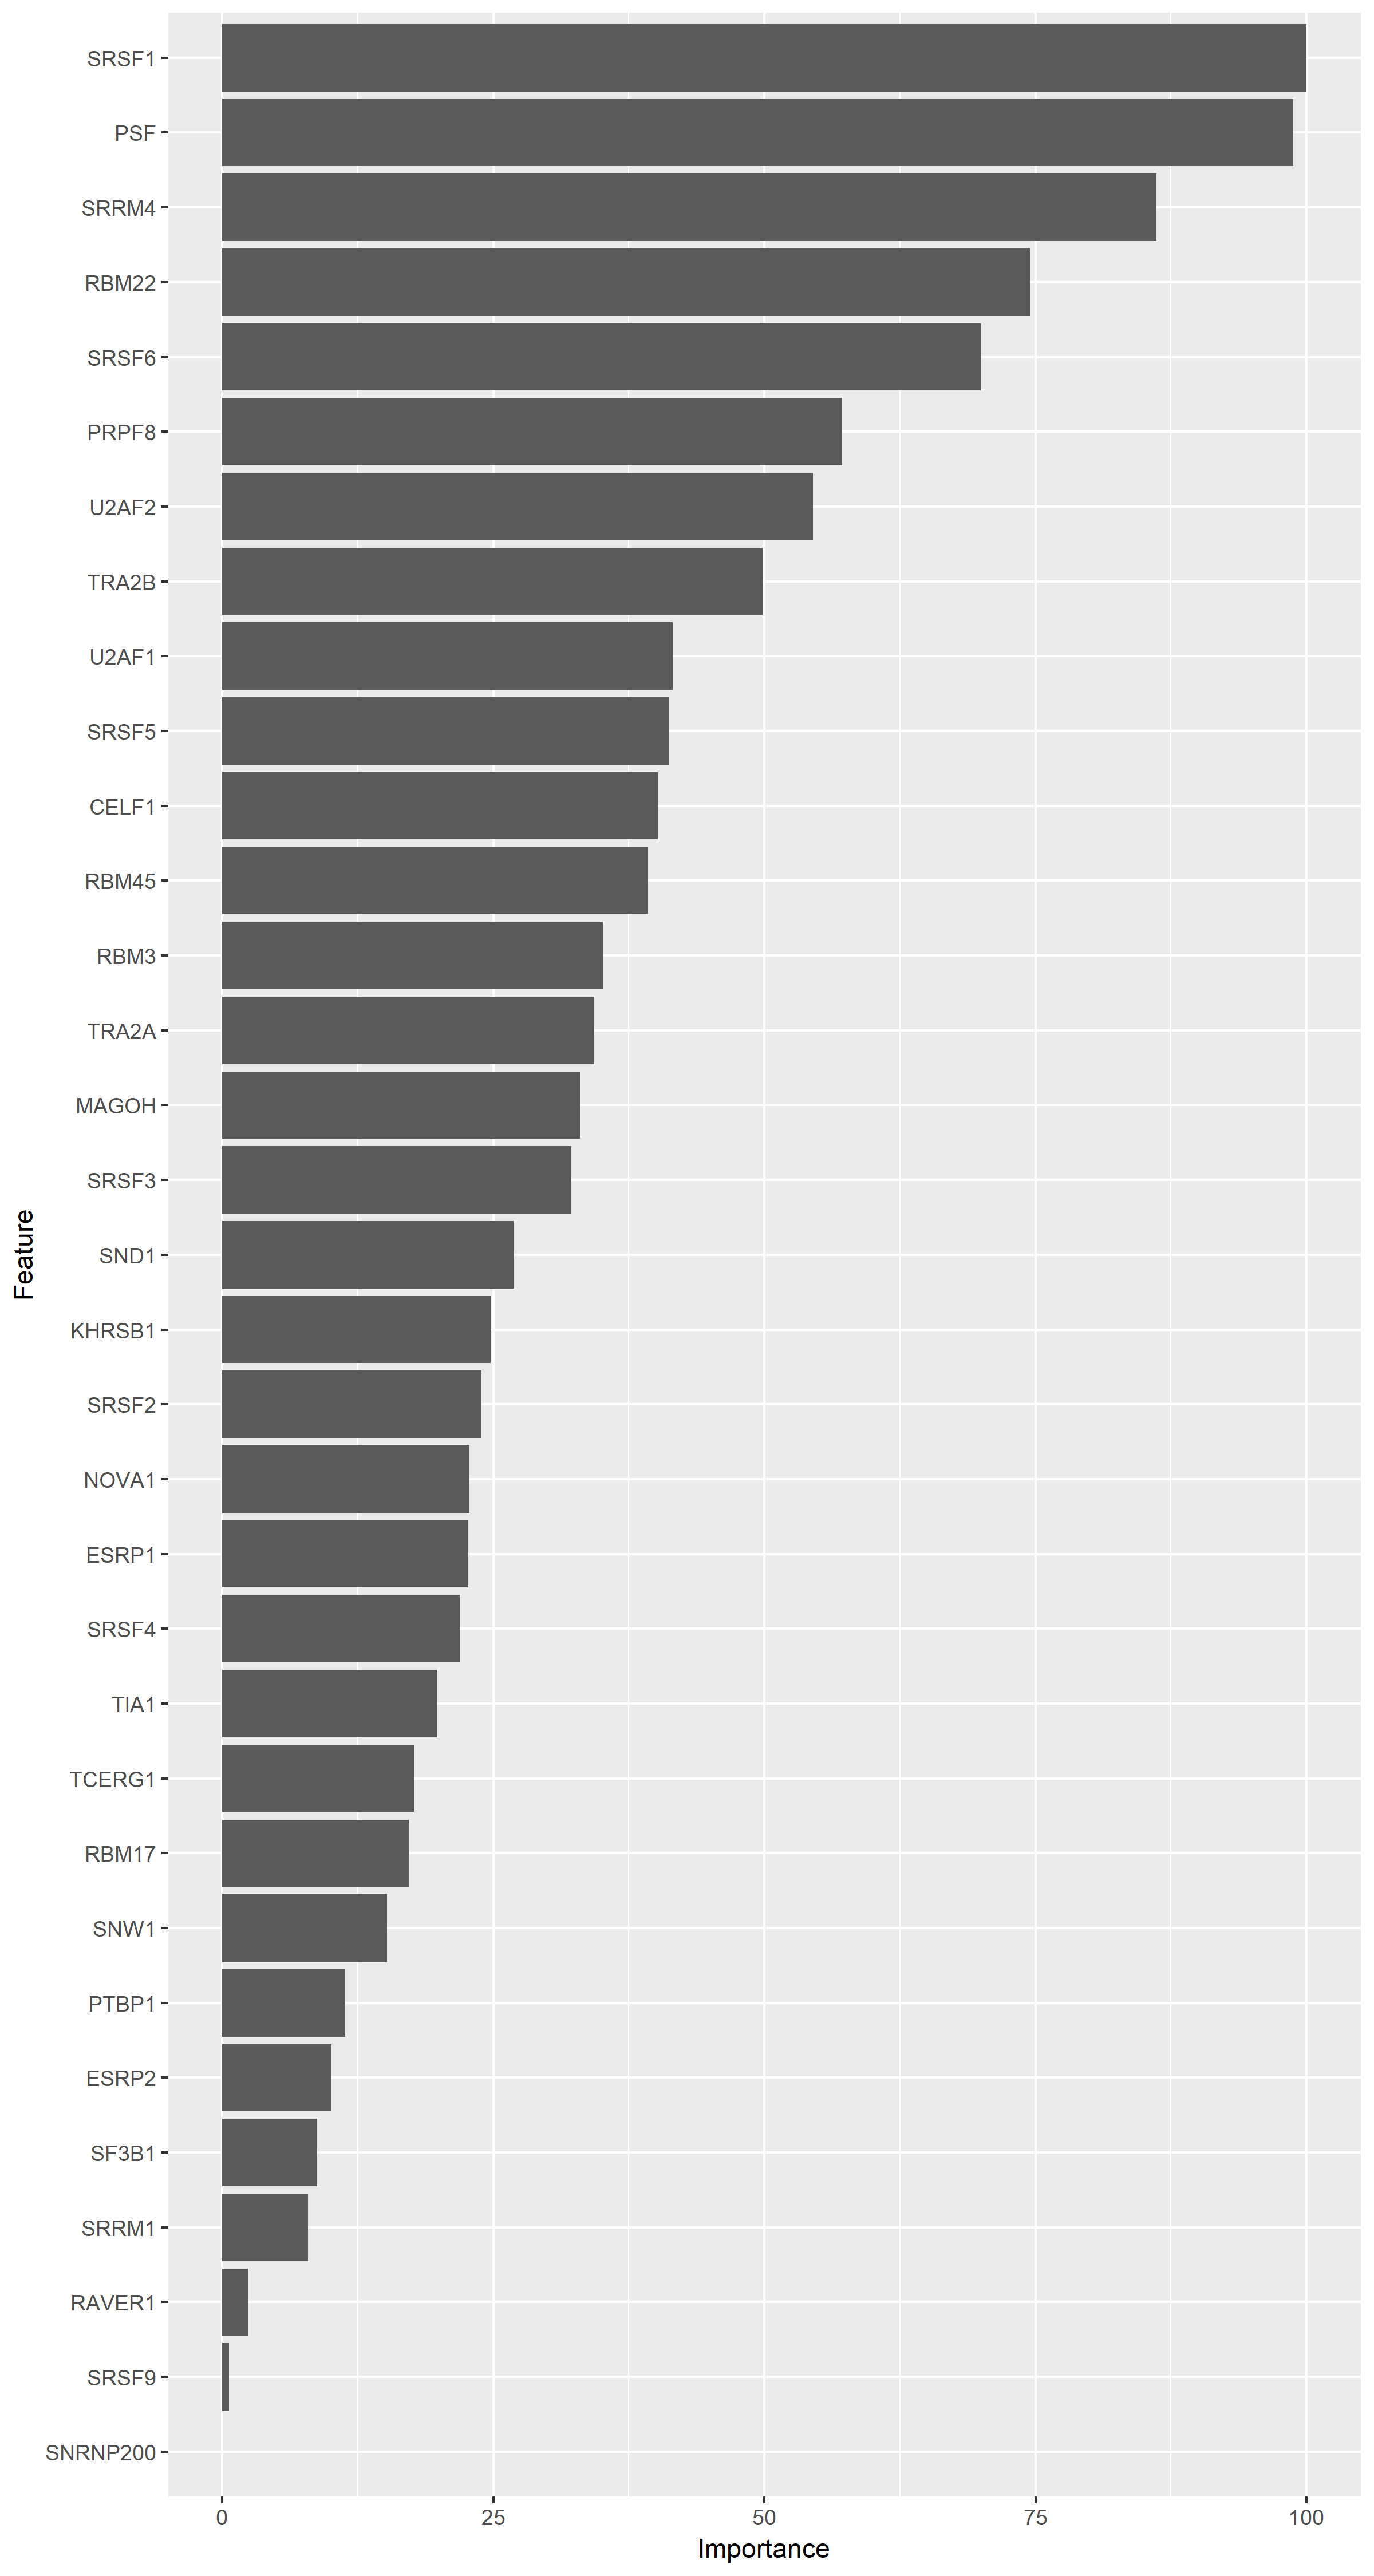 SRSF1
PSF
SRRM4
RBM22
SRSF6
PRPF8
U2AF2
TRA2B
U2AF1
SRSF5
CELF1
RBM45
RBM3
TRA2A
MAGOH
SRSF3
SND1
KHRSB1
SRSF2
NOVA1
ESRP1
SRSF4
TIA1
TCERG1
RBM17
SNW1
PTBP1
ESRP2
SF3B1
SRRM1
RAVER1
SRSF9
SNRNP200
Feature
0 25 50 75 100
Importance